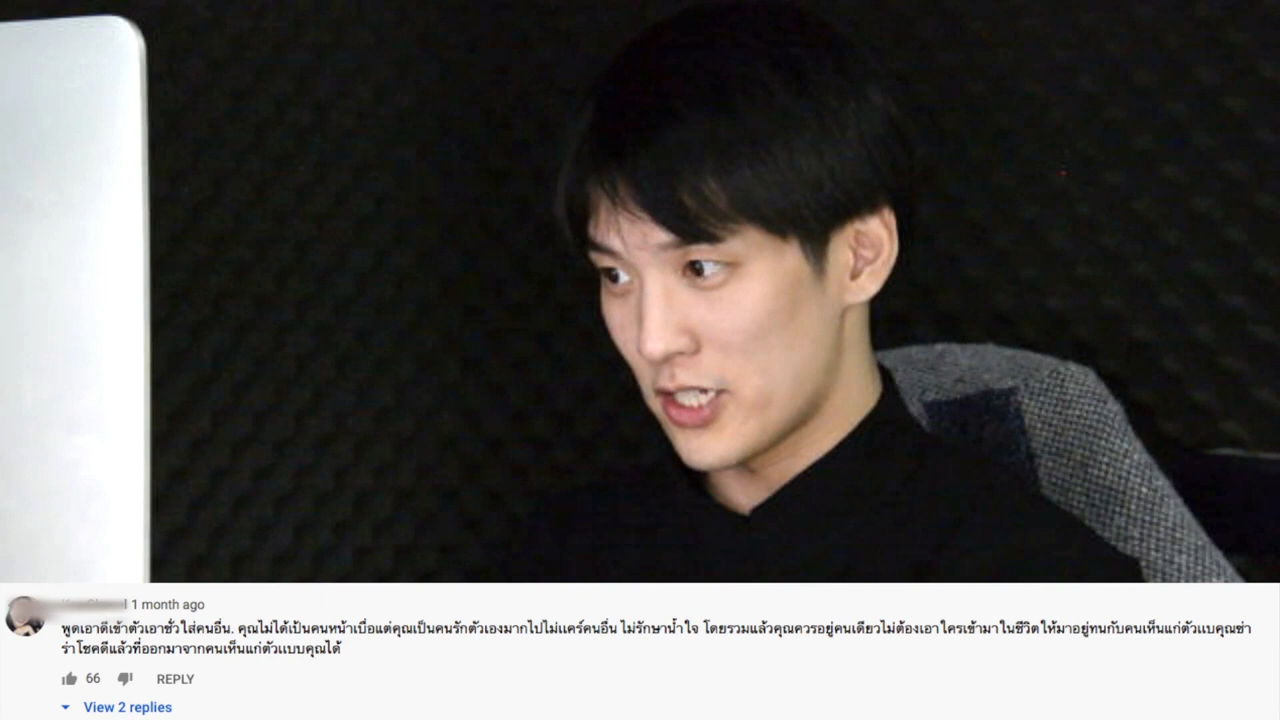 1 month ago
พูดเอาดีเข้าตัวเอาชั่วใส่คนอื่น. คุณไม่ได้เป็นคนหน้าเบื่อแต่คุณเป็นคนรักตัวเองมากไปไม่แคร์คนอื่น ไม่รักษาน้ำใจ โดยรวมแล้วคุณควรอยู่คนเดียวไม่ต้องเอาใครเข้ามาในชีวิตให้มาอยู่ทนกับคนเห็นแก่ตัวแบบคุณซ่า
ร่าโชคดีแล้วที่ออกมาจากคนเห็นแก่ตัวแบบคุณได้
66 REPLY
View 2 replies